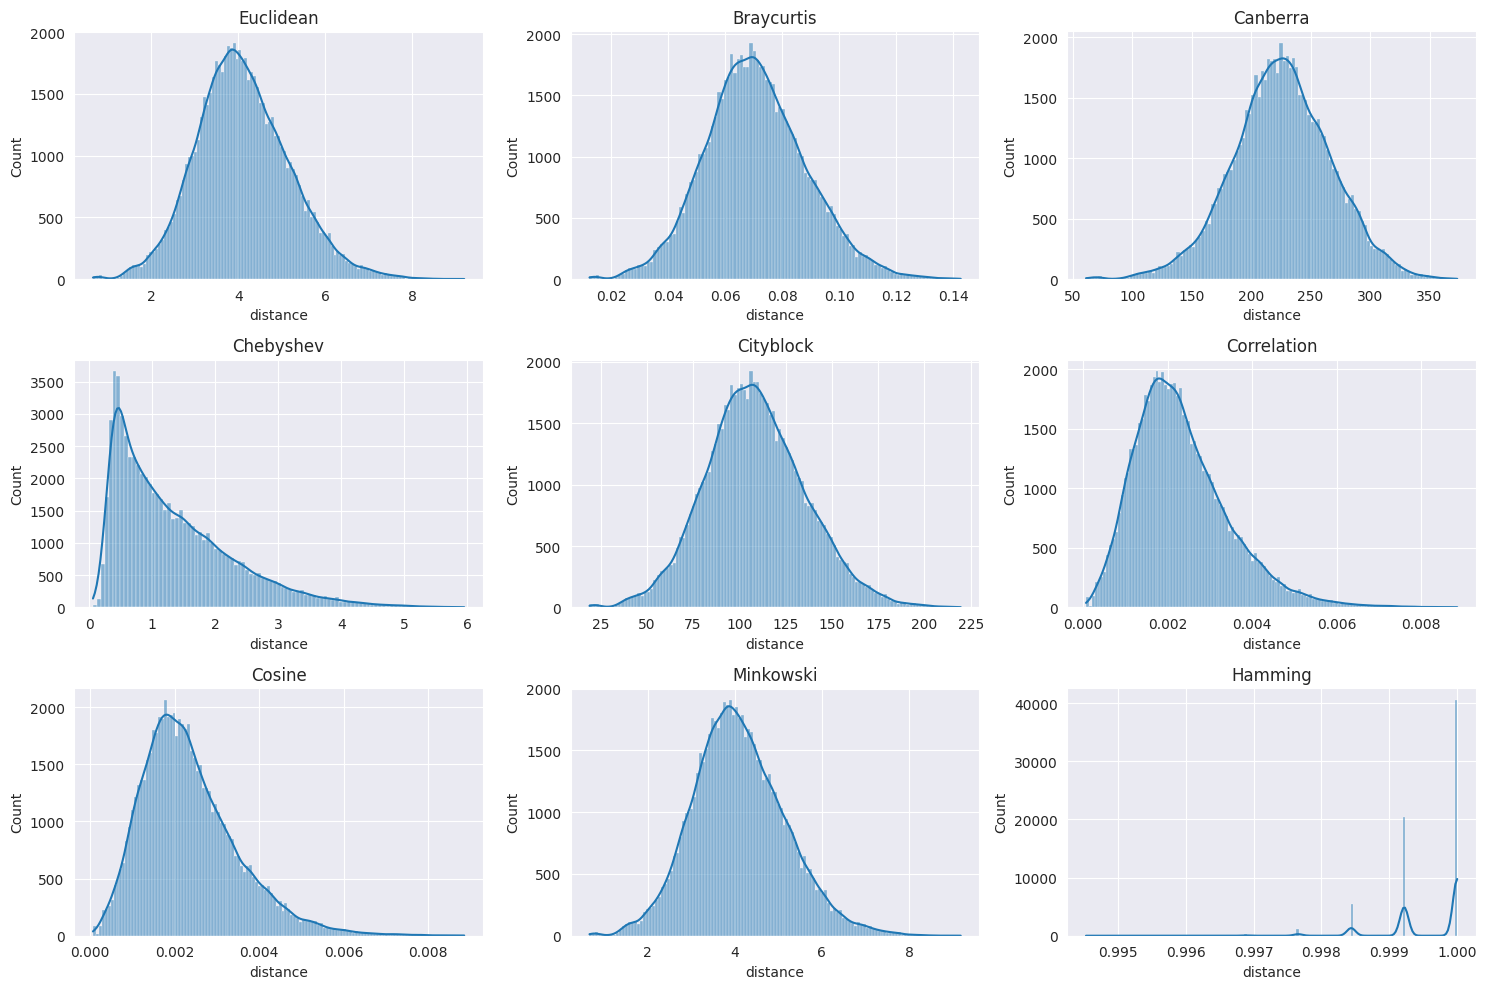 Euclidean
2000
1500
1000
500
0
Count
2 4 6 8
distance
Braycurtis
2000
1500
1000
500
0
Count
0.02 0.04 0.06 0.08 0.10 0.12 0.14
distance
Canberra
2000
1500
1000
500
0
Count
50 100 150 200 250 300 350
distance
Chebyshev
3500
3000
2500
2000
1500
1000
500
0
Count
0 1 2 3 4 5 6
distance
Cityblock
2000
1500
1000
500
0
Count
25 50 75 100 125 150 175 200 225
distance
Correlation
2000
1500
1000
500
0
Count
0.000 0.002 0.004 0.006 0.008
distance
Cosine
2000
1500
1000
500
0
Count
0.000 0.002 0.004 0.006 0.008
distance
Minkowski
2000
1500
1000
500
0
Count
2 4 6 8
distance
Hamming
40000
30000
20000
10000
0
Count
0.995 0.996 0.997 0.998 0.999 1.000
distance